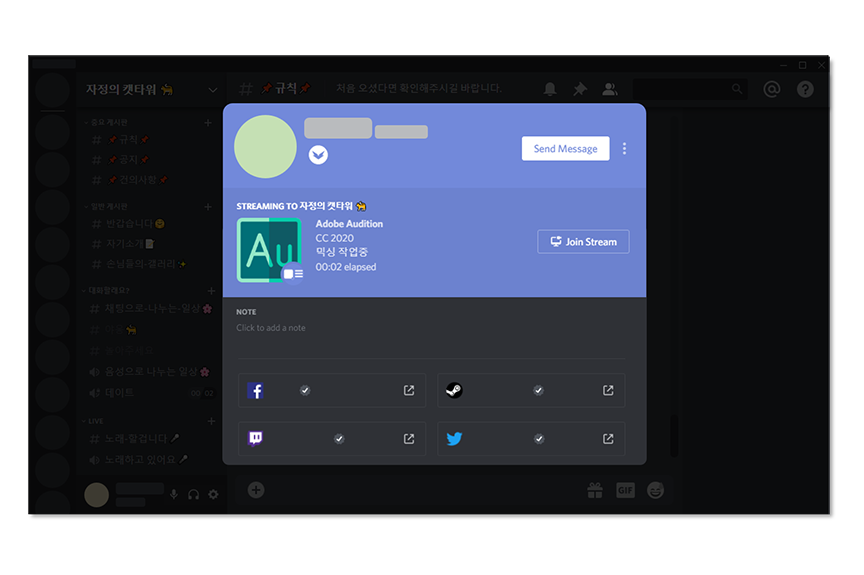 자정의 캣타워
# 📌규칙📌 처음 오셨다면 확인해주시길 바랍니다.
중요 게시판
# 📌규칙📌
# 📌공지📌
# 📌건의사항📌
일반 게시판
# 반갑습니다
# 자기소개
# 손님들의-갤러리✨
대화할래요?
# 채팅으로-나누는-일상🌸
음성으로 나누는 일상🌸
데이트 00 02
LIVE
# 노래-할겁니다🎤
노래하고 있어요🎤
Send Message
STREAMING TO 자정의 캣타워
Au
Adobe Audition
CC 2020
믹싱 작업중
00:02 elapsed
Join Stream
NOTE
Click to add a note
GIF